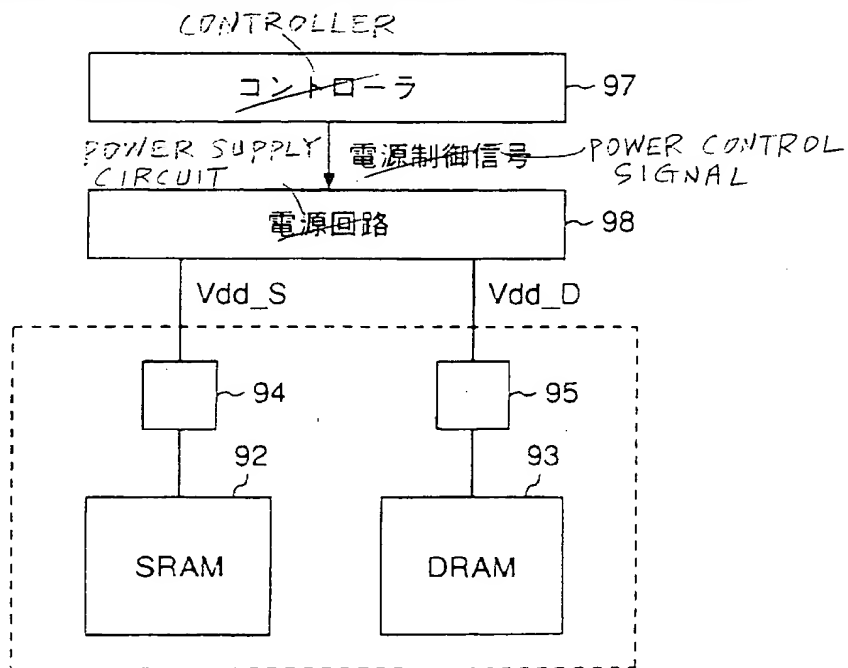 CONTROLLER
コントローラ
97
POWER SUPPLY
CIRCUIT
電源制御信号
POWER CONTROL
SIGNAL
電源回路
98
Vdd_S
Vdd_D
94
95
92
93
SRAM
DRAM